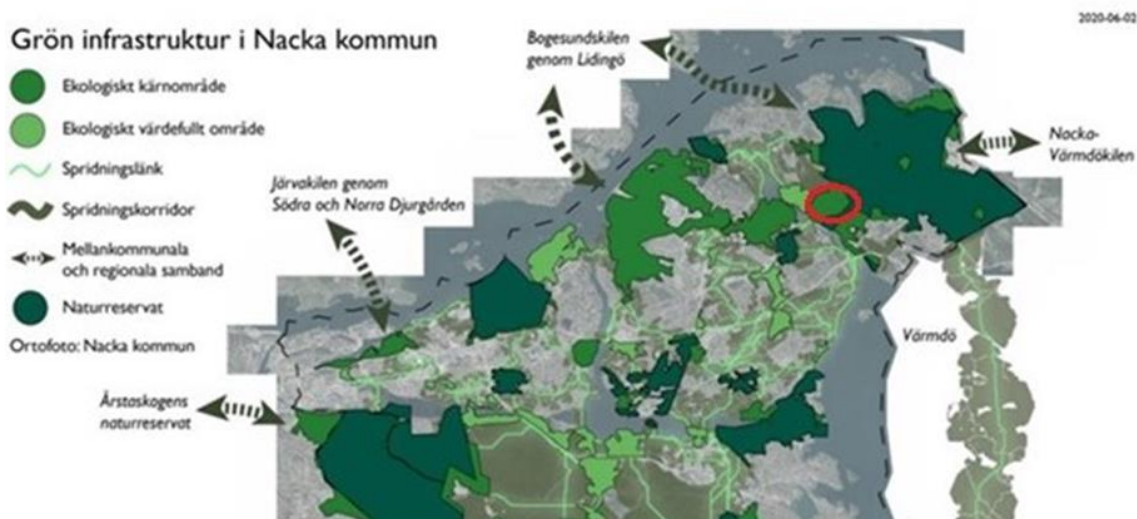 2020-06-02
Grön infrastruktur i Nacka kommun
Ekologiskt kärnområde
Ekologiskt värdefullt område
Spridningslänk
Spridningskorridor
Mellankommunala
och regionala samband
Naturreservat
Ortofoto: Nacka kommun
Bogesundskilen
genom Lidingö
Nacka-
Värmdökilen
Järvakilen genom
Södra och Norra Djurgården
Värmdö
Årstaskogens
naturreservat